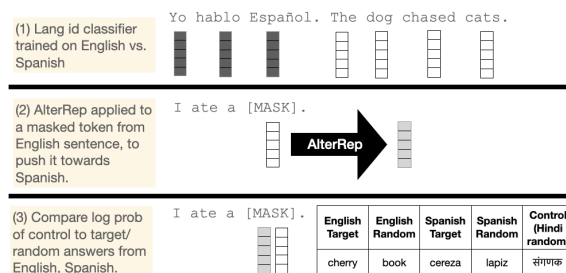 (1) Lang id classifier
trained on English vs.
Spanish
Yo hablo Español. The dog chased cats.
(2) AlterRep applied to
a masked token from
English sentence, to
push it towards
Spanish.
I ate a [MASK].
AlterRep
(3) Compare log prob
of control to target/
random answers from
English, Spanish.
I ate a [MASK].
English Target
English Random
Spanish Target
Spanish Random
Control (Hindi random
cherry book cereza lapiz संगणक